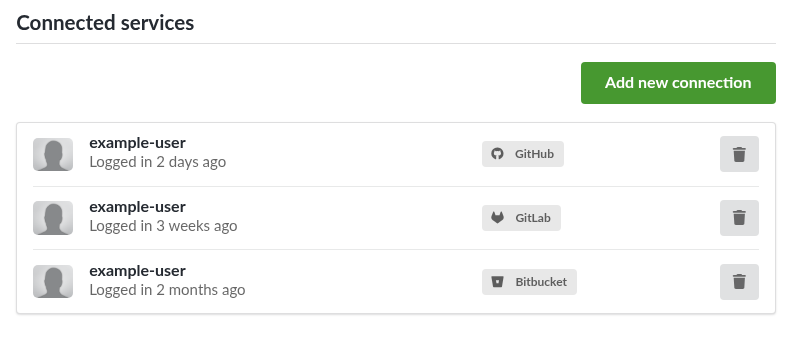 Connected services
Add new connection
example-user
Logged in 2 days ago
GitHub
example-user
Logged in 3 weeks ago
GitLab
example-user
Logged in 2 months ago
Bitbucket